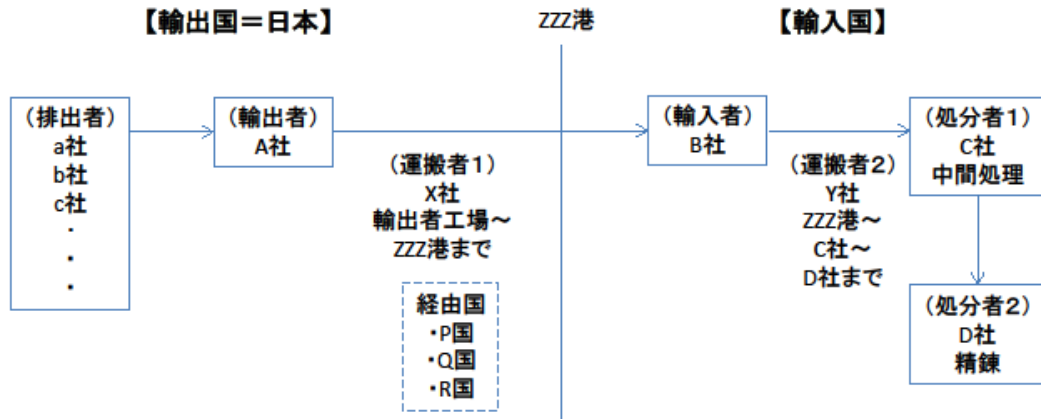 【輸出国=日本】
ZZZ港
【輸入国】
(排出者)
a社
b社
c社
・
・
・
(輸出者)
A社
(運搬者1)
X社
輸出者工場~
ZZZ港まで
経由国
・P国
・Q国
・R国
(輸入者)
B社
(運搬者2)
Y社
ZZZ港~
C社~
D社まで
(処分者1)
C社
中間処理
(処分者2)
D社
精錬